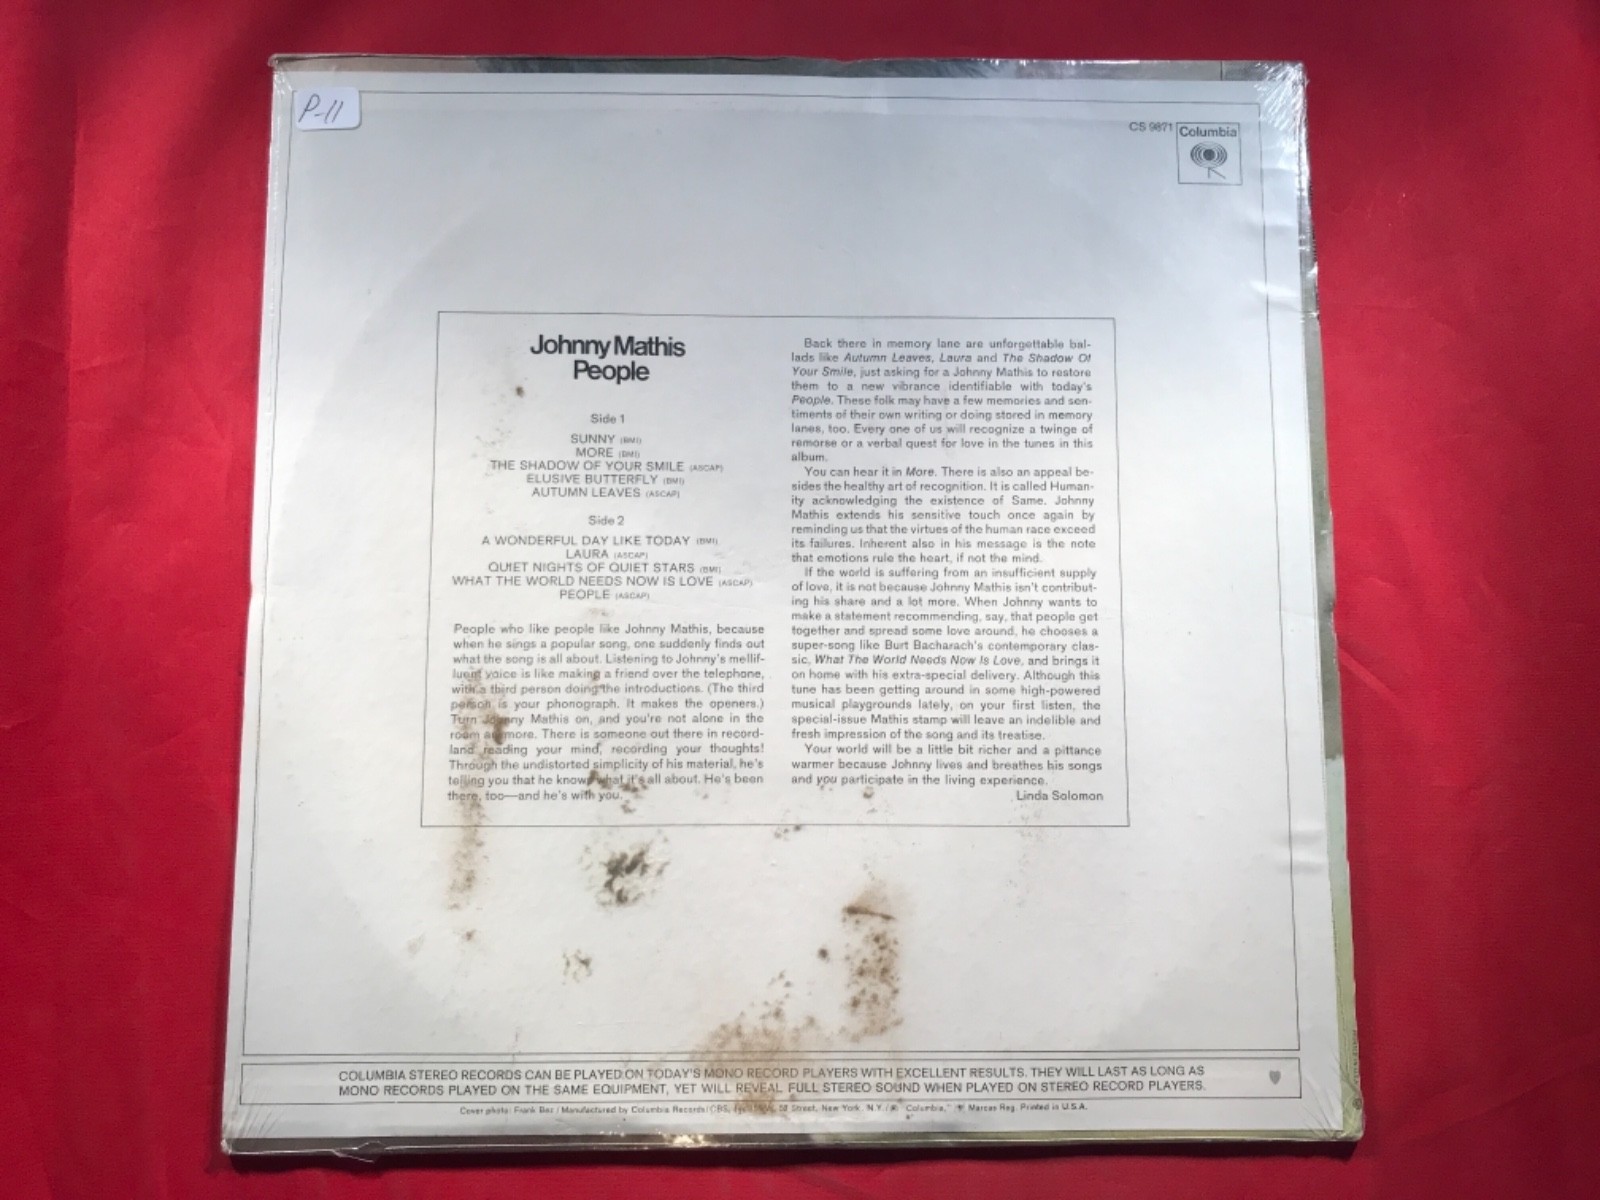 P-11
CS 9871
Columbia
Johnny Mathis
People
Side 1
SUNNY (BMI)
MORE (BMI)
THE SHADOW OF YOUR SMILE (ASCAP)
ELUSIVE BUTTERFLY (BMI)
AUTUMN LEAVES (ASCAP)
Side 2
A WONDERFUL DAY LIKE TODAY (BMI)
LAURA (ASCAP)
QUIET NIGHTS OF QUIET STARS (BMI)
WHAT THE WORLD NEEDS NOW IS LOVE (ASCAP)
PEOPLE (ASCAP)
People who like people like Johnny Mathis, because
when he sings a popular song, one suddenly finds out
what the song is all about. Listening to Johnny's mellif-
luent voice is like making a friend over the telephone,
with a third person doing the introductions. (The third
person is your phonograph. It makes the openers.)
Turn Johnny Mathis on, and you're not alone in the
room anymore. There is someone out there in record-
land reading your mind, recording your thoughts!
Through the undistorted simplicity of his material, he's
telling you that he knows what it's all about. He's been
there, too—and he's with you.
Back there in memory lane are unforgettable bal-
lads like Autumn Leaves, Laura and The Shadow Of
Your Smile, just asking for a Johnny Mathis to restore
them to a new vibrance identifiable with today's
People. These folk may have a few memories and sen-
timents of their own writing or doing stored in memory
lanes, too. Every one of us will recognize a twinge of
remorse or a verbal quest for love in the tunes in this
album.
You can hear it in More. There is also an appeal be-
sides the healthy art of recognition. It is called Human-
ity acknowledging the existence of Same. Johnny
Mathis extends his sensitive touch once again by
reminding us that the virtues of the human race exceed
its failures. Inherent also in his message is the note
that emotions rule the heart, if not the mind.
If the world is suffering from an insufficient supply
of love, it is not because Johnny Mathis isn't contribut-
ing his share and a lot more. When Johnny wants to
make a statement recommending, say, that people get
together and spread some love around, he chooses a
super-song like Burt Bacharach's contemporary clas-
sic, What The World Needs Now Is Love, and brings it
on home with his extra-special delivery. Although this
tune has been getting around in some high-powered
musical playgrounds lately, on your first listen, the
special-issue Mathis stamp will leave an indelible and
fresh impression of the song and its treatise.
Your world will be a little bit richer and a pittance
warmer because Johnny lives and breathes his songs
and you participate in the living experience.
Linda Solomon
COLUMBIA STEREO RECORDS CAN BE PLAYED ON TODAY'S MONO RECORD PLAYERS WITH EXCELLENT RESULTS. THEY WILL LAST AS LONG AS
MONO RECORDS PLAYED ON THE SAME EQUIPMENT, YET WILL REVEAL FULL STEREO SOUND WHEN PLAYED ON STEREO RECORD PLAYERS.
Cover photo: Frank Bez / Manufactured by Columbia Records/CBS, 52 Street, New York, N.Y./ ® "Columbia," Marcas Reg. Printed in U.S.A.